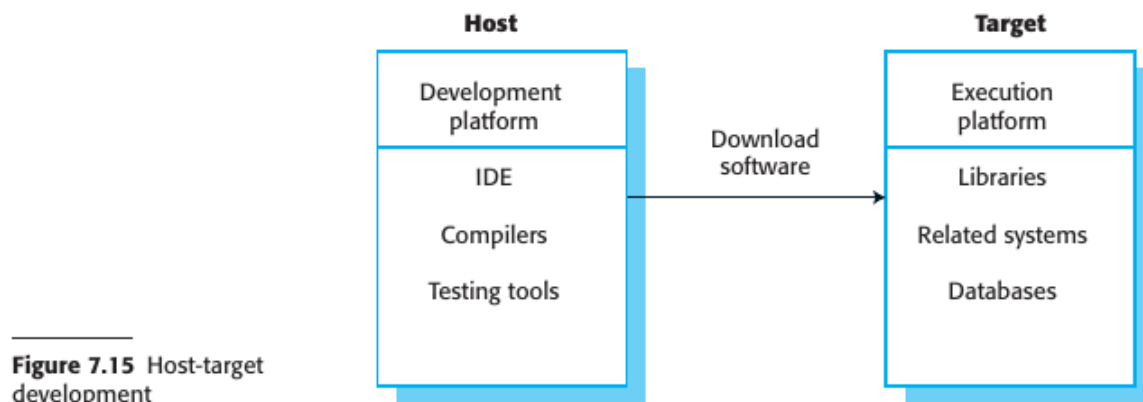 Host
Development
platform
IDE
Compilers
Testing tools
Download
software
Target
Execution
platform
Libraries
Related systems
Databases
Figure 7.15 Host-target
development